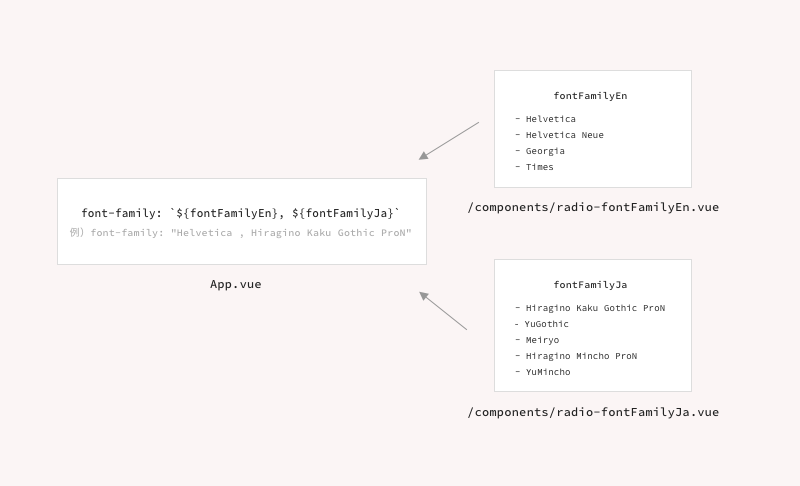 fontFamilyEn
- Helvetica
- Helvetica Neue
- Georgia
- Times
/components/radio-fontFamilyEn.vue
font-family: `${fontFamilyEn}, ${fontFamilyJa}`
例）font-family: "Helvetica , Hiragino Kaku Gothic ProN"
App.vue
fontFamilyJa
- Hiragino Kaku Gothic ProN
- YuGothic
- Meiryo
- Hiragino Mincho ProN
- YuMincho
/components/radio-fontFamilyJa.vue